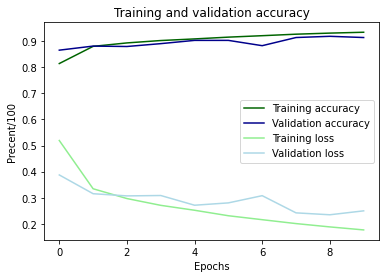 Training and validation accuracy
Precent/100
0.9
0.8
0.7
0.6
0.5
0.4
0.3
0.2
Training accuracy
Validation accuracy
Training loss
Validation loss
0 2 4 6 8
Epochs